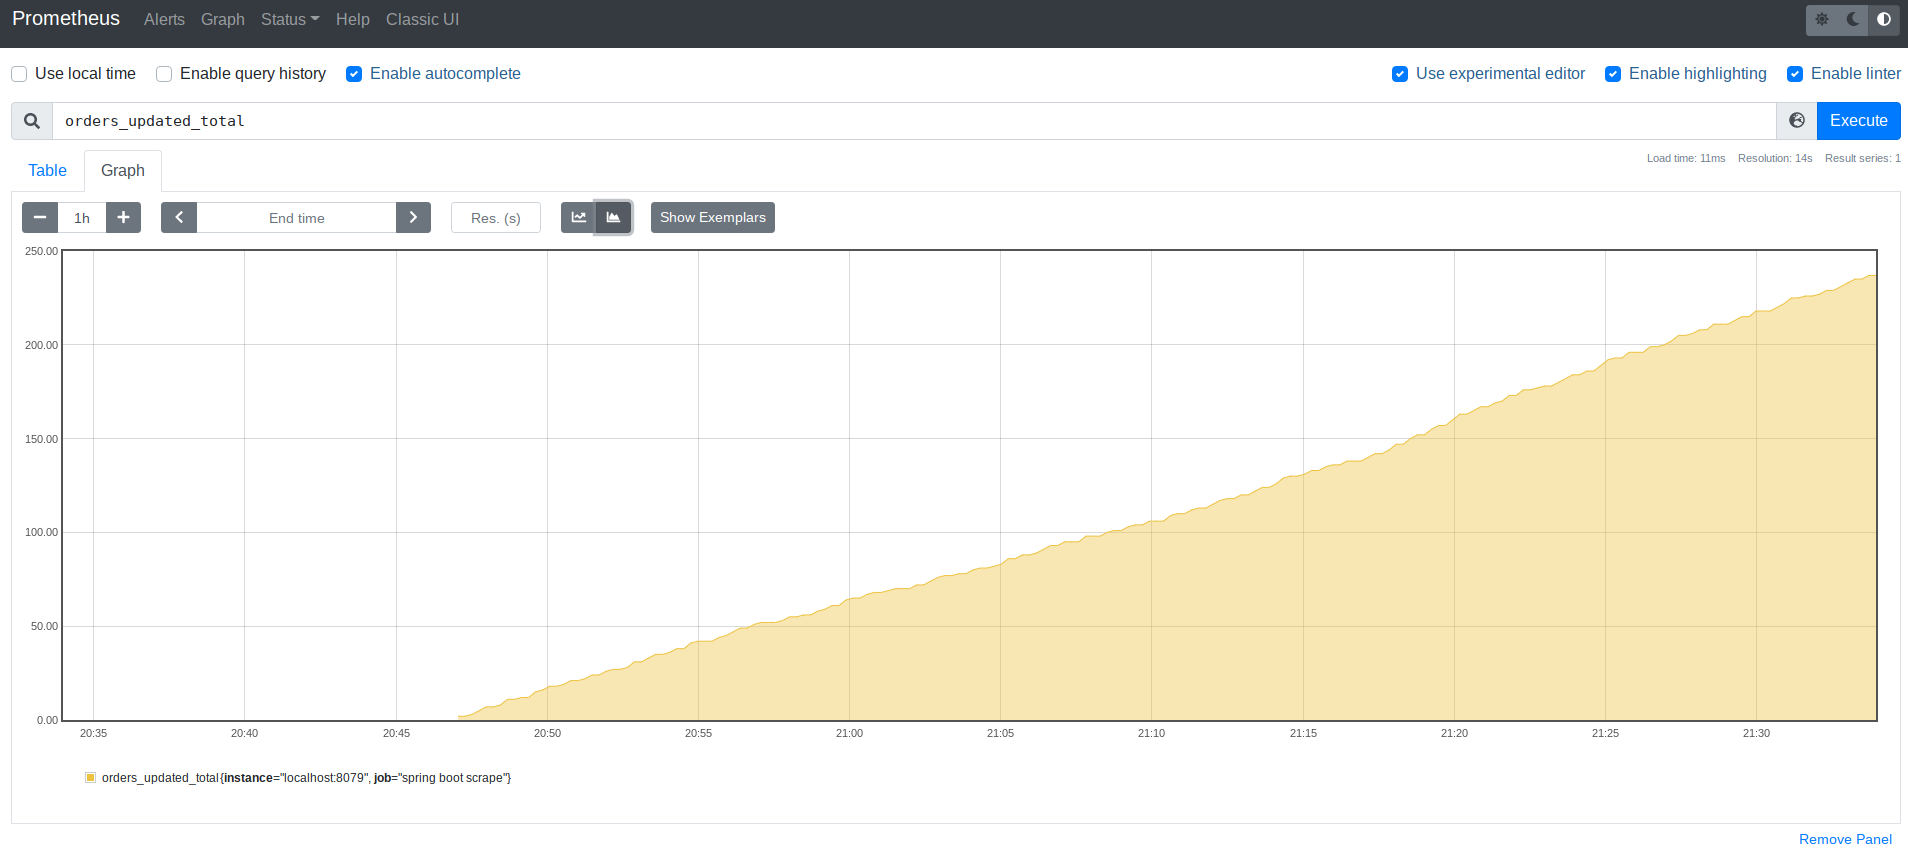 Prometheus Alerts Graph Status Help Classic UI
Use local time Enable query history Enable autocomplete Use experimental editor Enable highlighting Enable linter
orders_updated_total Execute
Table Graph Load time: 11ms Resolution: 14s Result series: 1
1h End time Res. (s) Show Exemplars
250.00
200.00
150.00
100.00
50.00
0.00
20:35 20:40 20:45 20:50 20:55 21:00 21:05 21:10 21:15 21:20 21:25 21:30
orders_updated_total{instance="localhost:8079", job="spring boot scrape"}
Remove Panel